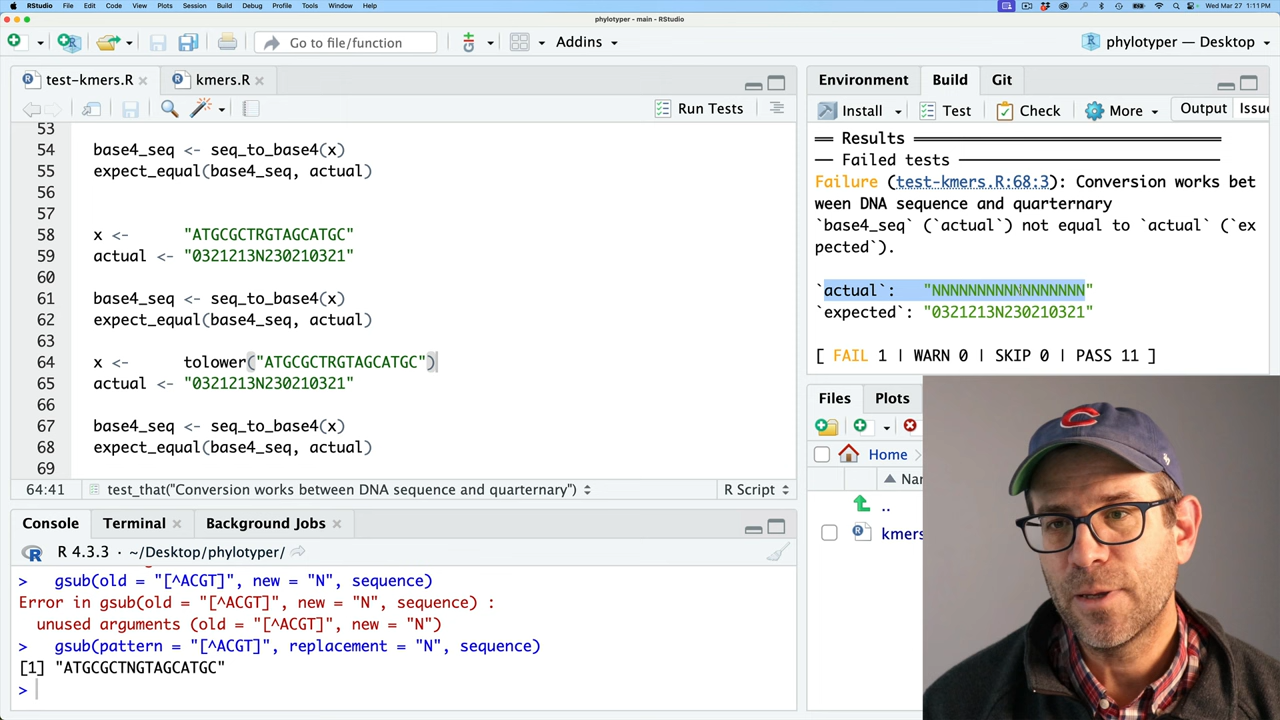 RStudio File Edit Code View Plots Session Build Debug Profile Tools Window Help
Wed Mar 27 1:11 PM
phylotyper - main - RStudio
Go to file/function
Addins
phylotyper — Desktop
test-kmers.R
kmers.R
Run Tests
53
54 base4_seq <- seq_to_base4(x)
55 expect_equal(base4_seq, actual)
56
57
58 x <- "ATGCGCTRGTAGCATGC"
59 actual <- "0321213N230210321"
60
61 base4_seq <- seq_to_base4(x)
62 expect_equal(base4_seq, actual)
63
64 x <- tolower("ATGCGCTRGTAGCATGC")
65 actual <- "0321213N230210321"
66
67 base4_seq <- seq_to_base4(x)
68 expect_equal(base4_seq, actual)
69
64:41 test_that("Conversion works between DNA sequence and quarternary") R Script
Console Terminal Background Jobs
R 4.3.3 · ~/Desktop/phylotyper/
> gsub(old = "[^ACGT]", new = "N", sequence)
Error in gsub(old = "[^ACGT]", new = "N", sequence) :
unused arguments (old = "[^ACGT]", new = "N")
> gsub(pattern = "[^ACGT]", replacement = "N", sequence)
[1] "ATGCGCTNGTAGCATGC"
>
Environment Build Git
Install Test Check More Output Issue
══ Results ══
── Failed tests ──
Failure (test-kmers.R:68:3): Conversion works bet
ween DNA sequence and quarternary
`base4_seq` (`actual`) not equal to `actual` (`ex
pected`).
`actual`: "NNNNNNNNNNNNNNNNN"
`expected`: "0321213N230210321"
[ FAIL 1 | WARN 0 | SKIP 0 | PASS 11 ]
Files Plots
Home
Nar
..
kmers
C